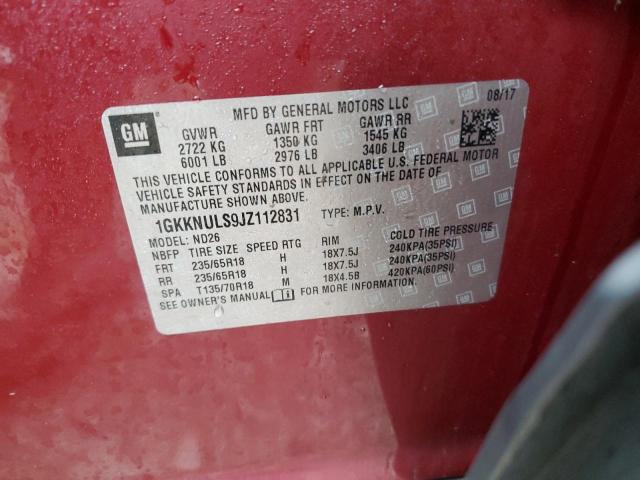 MFD BY GENERAL MOTORS LLC 08/17
GM
GVWR GAWR FRT GAWR RR
2722 KG 1350 KG 1545 KG
6001 LB 2976 LB 3406 LB
THIS VEHICLE CONFORMS TO ALL APPLICABLE U.S. FEDERAL MOTOR
VEHICLE SAFETY STANDARDS IN EFFECT ON THE DATE OF
MANUFACTURE SHOWN ABOVE.
1GKKNULS9JZ112831 TYPE: M.P.V.
MODEL: ND26
NBFP TIRE SIZE SPEED RTG RIM COLD TIRE PRESSURE
FRT 235/65R18 H 18X7.5J 240KPA(35PSI)
RR 235/65R18 H 18X7.5J 240KPA(35PSI)
SPA T135/70R18 M 18X4.5B 420KPA(60PSI)
SEE OWNER'S MANUAL FOR MORE INFORMATION.